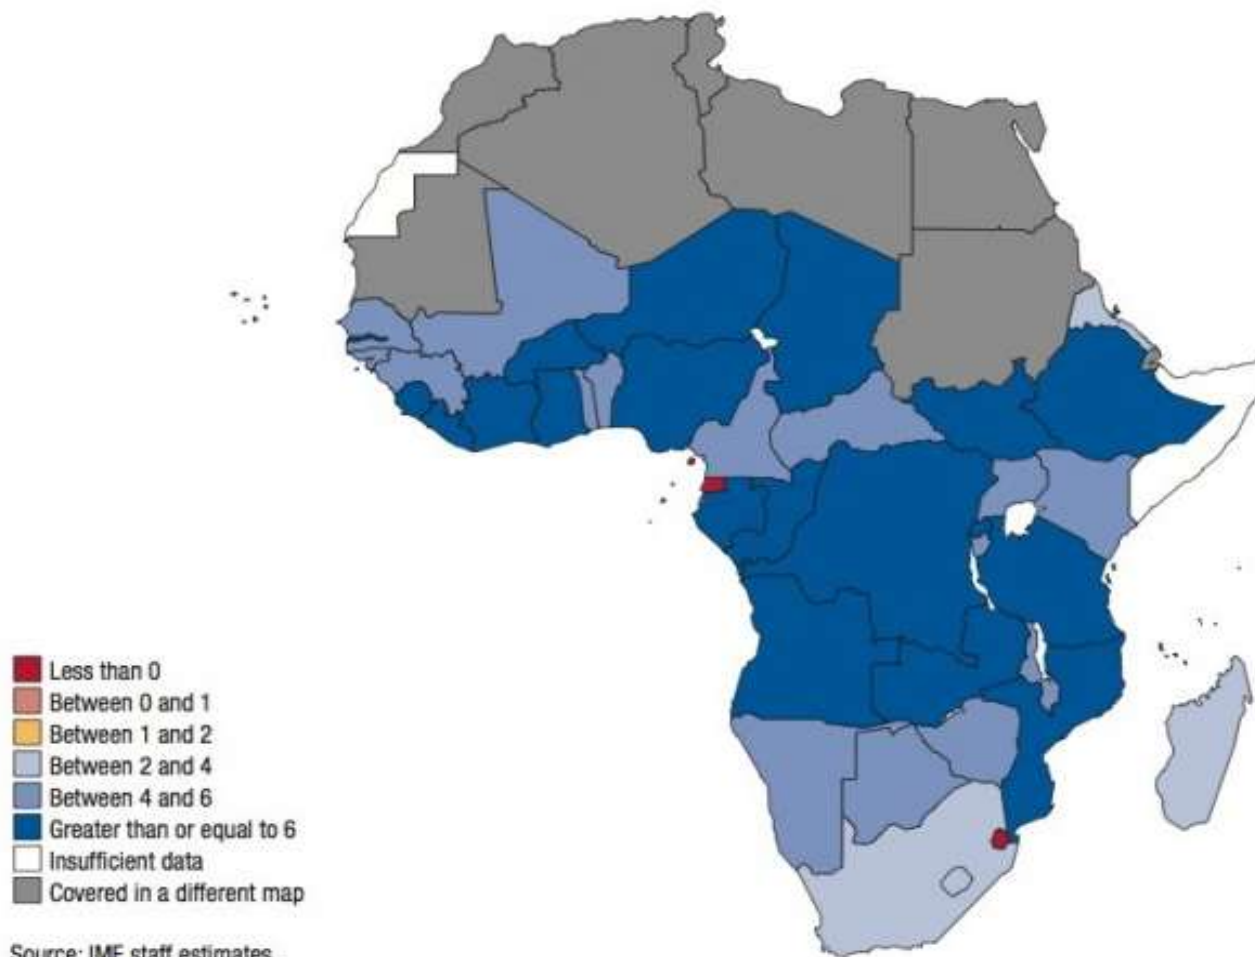 Less than 0
Between 0 and 1
Between 1 and 2
Between 2 and 4
Between 4 and 6
Greater than or equal to 6
Insufficient data
Covered in a different map
Source: IMF staff estimates.